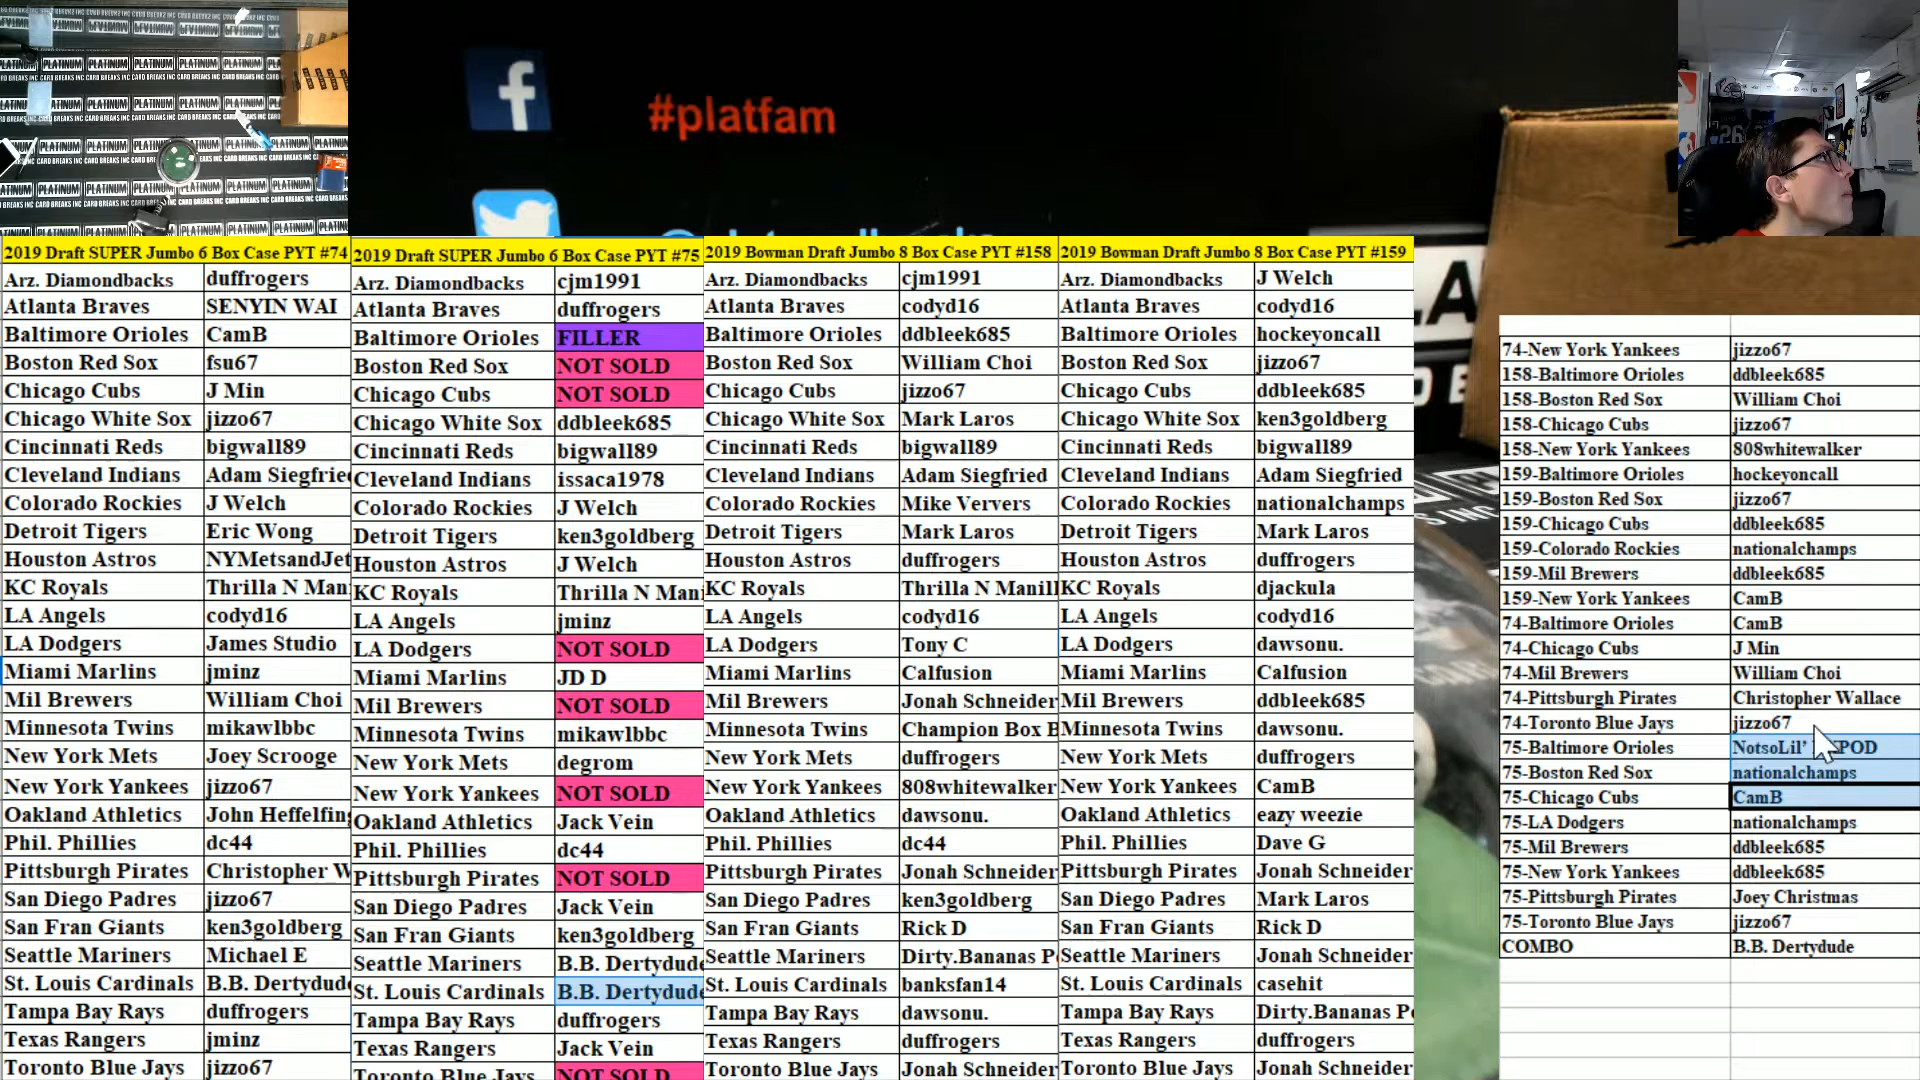 #platfam
2019 Draft SUPER Jumbo 6 Box Case PYT #74
Arz. Diamondbacks duffrogers
Atlanta Braves SENYIN WAI
Baltimore Orioles CamB
Boston Red Sox fsu67
Chicago Cubs J Min
Chicago White Sox jizzo67
Cincinnati Reds bigwall89
Cleveland Indians Adam Siegfried
Colorado Rockies J Welch
Detroit Tigers Eric Wong
Houston Astros NYMetsandJet
KC Royals Thrilla N Man
LA Angels codyd16
LA Dodgers James Studio
Miami Marlins jminz
Mil Brewers William Choi
Minnesota Twins mikawlbbc
New York Mets Joey Scrooge
New York Yankees jizzo67
Oakland Athletics John Heffelfin
Phil. Phillies dc44
Pittsburgh Pirates Christopher W
San Diego Padres jizzo67
San Fran Giants ken3goldberg
Seattle Mariners Michael E
St. Louis Cardinals B.B. Dertydude
Tampa Bay Rays duffrogers
Texas Rangers jminz
Toronto Blue Jays jizzo67
2019 Draft SUPER Jumbo 6 Box Case PYT #75
Arz. Diamondbacks cjm1991
Atlanta Braves duffrogers
Baltimore Orioles FILLER
Boston Red Sox NOT SOLD
Chicago Cubs NOT SOLD
Chicago White Sox ddbleek685
Cincinnati Reds bigwall89
Cleveland Indians issaca1978
Colorado Rockies J Welch
Detroit Tigers ken3goldberg
Houston Astros J Welch
KC Royals Thrilla N Mani
LA Angels jminz
LA Dodgers NOT SOLD
Miami Marlins JD D
Mil Brewers NOT SOLD
Minnesota Twins mikawlbbc
New York Mets degrom
New York Yankees NOT SOLD
Oakland Athletics Jack Vein
Phil. Phillies dc44
Pittsburgh Pirates NOT SOLD
San Diego Padres Jack Vein
San Fran Giants ken3goldberg
Seattle Mariners B.B. Dertydude
St. Louis Cardinals B.B. Dertydude
Tampa Bay Rays duffrogers
Texas Rangers Jack Vein
Toronto Blue Jays NOT SOLD
2019 Bowman Draft Jumbo 8 Box Case PYT #158
Arz. Diamondbacks cjm1991
Atlanta Braves codyd16
Baltimore Orioles ddbleek685
Boston Red Sox William Choi
Chicago Cubs jizzo67
Chicago White Sox Mark Laros
Cincinnati Reds bigwall89
Cleveland Indians Adam Siegfried
Colorado Rockies Mike Ververs
Detroit Tigers Mark Laros
Houston Astros duffrogers
KC Royals Thrilla N Manill
LA Angels codyd16
LA Dodgers Tony C
Miami Marlins Calfusion
Mil Brewers Jonah Schneider
Minnesota Twins Champion Box B
New York Mets duffrogers
New York Yankees 808whitewalker
Oakland Athletics dawsonu.
Phil. Phillies dc44
Pittsburgh Pirates Jonah Schneider
San Diego Padres ken3goldberg
San Fran Giants Rick D
Seattle Mariners Dirty.Bananas P
St. Louis Cardinals banksfan14
Tampa Bay Rays dawsonu.
Texas Rangers duffrogers
Toronto Blue Jays Jonah Schneider
2019 Bowman Draft Jumbo 8 Box Case PYT #159
Arz. Diamondbacks J Welch
Atlanta Braves codyd16
Baltimore Orioles hockeyoncall
Boston Red Sox jizzo67
Chicago Cubs ddbleek685
Chicago White Sox ken3goldberg
Cincinnati Reds bigwall89
Cleveland Indians Adam Siegfried
Colorado Rockies nationalchamps
Detroit Tigers Mark Laros
Houston Astros duffrogers
KC Royals djackula
LA Angels codyd16
LA Dodgers dawsonu.
Miami Marlins Calfusion
Mil Brewers ddbleek685
Minnesota Twins dawsonu.
New York Mets duffrogers
New York Yankees CamB
Oakland Athletics eazy weezie
Phil. Phillies Dave G
Pittsburgh Pirates Jonah Schneider
San Diego Padres Mark Laros
San Fran Giants Rick D
Seattle Mariners Jonah Schneider
St. Louis Cardinals casehit
Tampa Bay Rays Dirty.Bananas P
Texas Rangers duffrogers
Toronto Blue Jays Jonah Schneider
74-New York Yankees jizzo67
158-Baltimore Orioles ddbleek685
158-Boston Red Sox William Choi
158-Chicago Cubs jizzo67
158-New York Yankees 808whitewalker
159-Baltimore Orioles hockeyoncall
159-Boston Red Sox jizzo67
159-Chicago Cubs ddbleek685
159-Colorado Rockies nationalchamps
159-Mil Brewers ddbleek685
159-New York Yankees CamB
74-Baltimore Orioles CamB
74-Chicago Cubs J Min
74-Mil Brewers William Choi
74-Pittsburgh Pirates Christopher Wallace
74-Toronto Blue Jays jizzo67
75-Baltimore Orioles NotsoLil'
75-Boston Red Sox nationalchamps
75-Chicago Cubs CamB
75-LA Dodgers nationalchamps
75-Mil Brewers ddbleek685
75-New York Yankees ddbleek685
75-Pittsburgh Pirates Joey Christmas
75-Toronto Blue Jays jizzo67
COMBO B.B. Dertydude